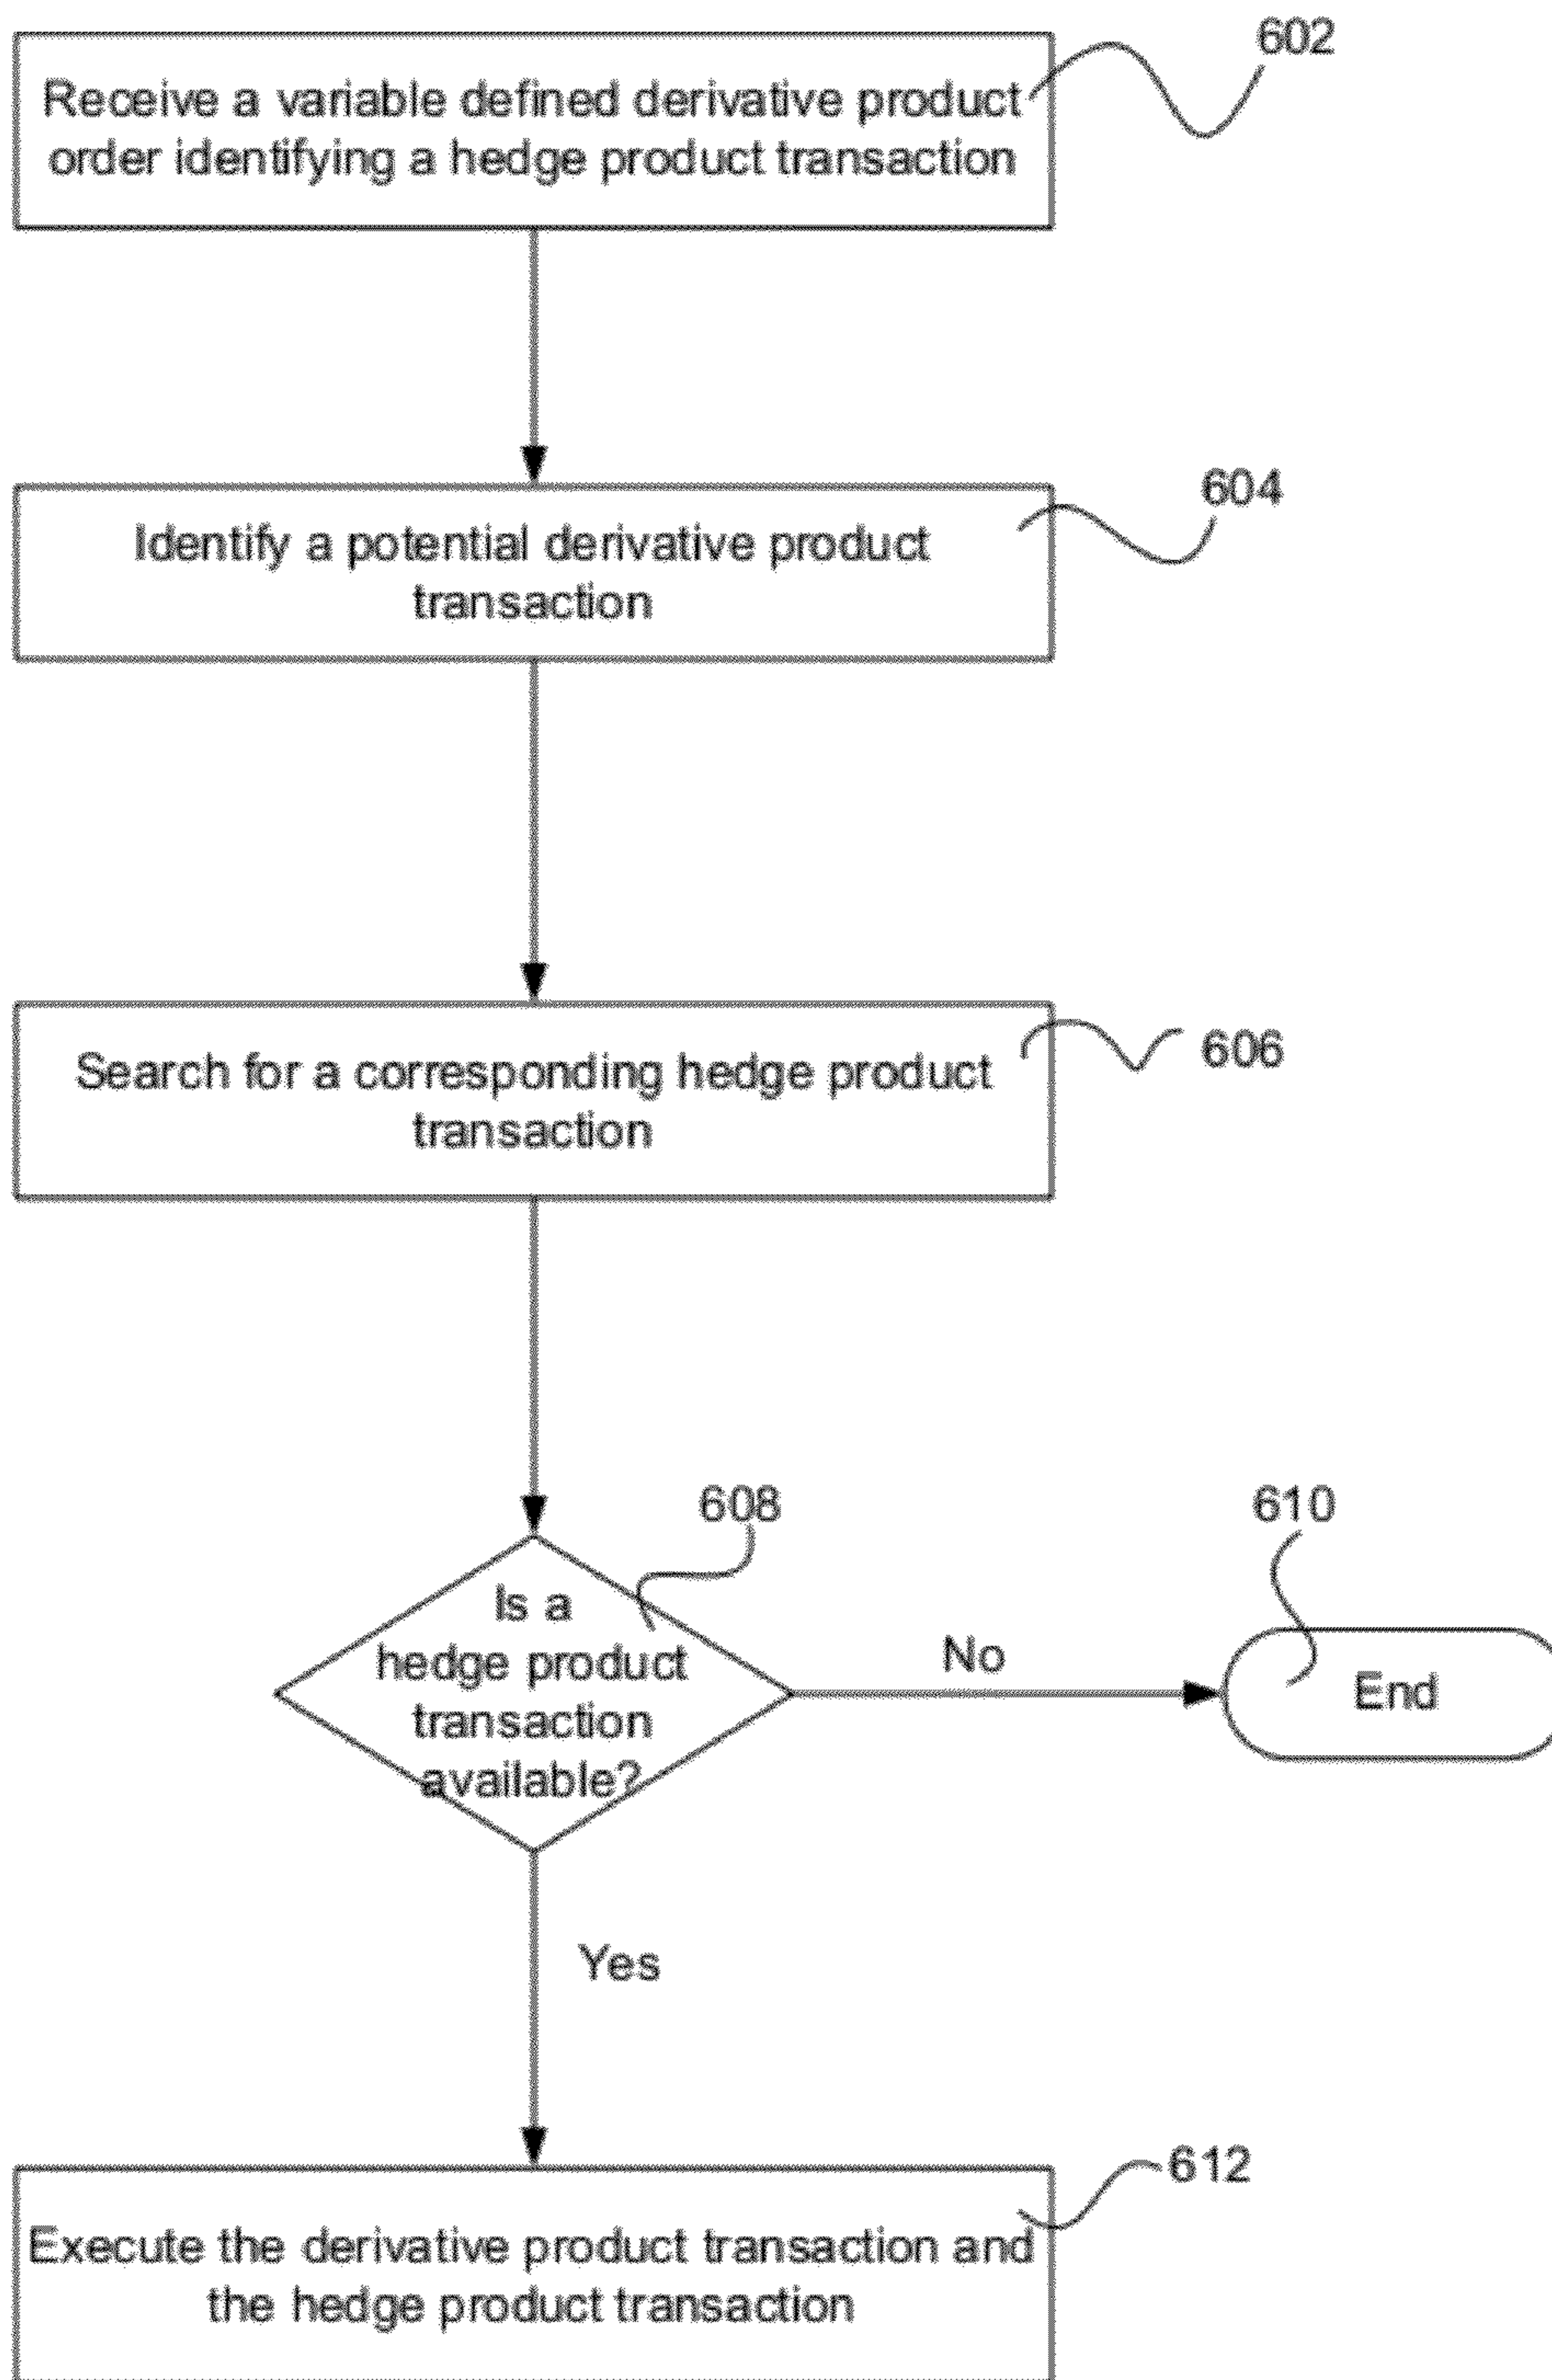 602
Receive a variable defined derivative product
order identifying a hedge product transaction
604
Identify a potential derivative product
transaction
606
Search for a corresponding hedge product
transaction
608
610
Is a
hedge product
transaction
available?
No
End
Yes
612
Execute the derivative product transaction and
the hedge product transaction